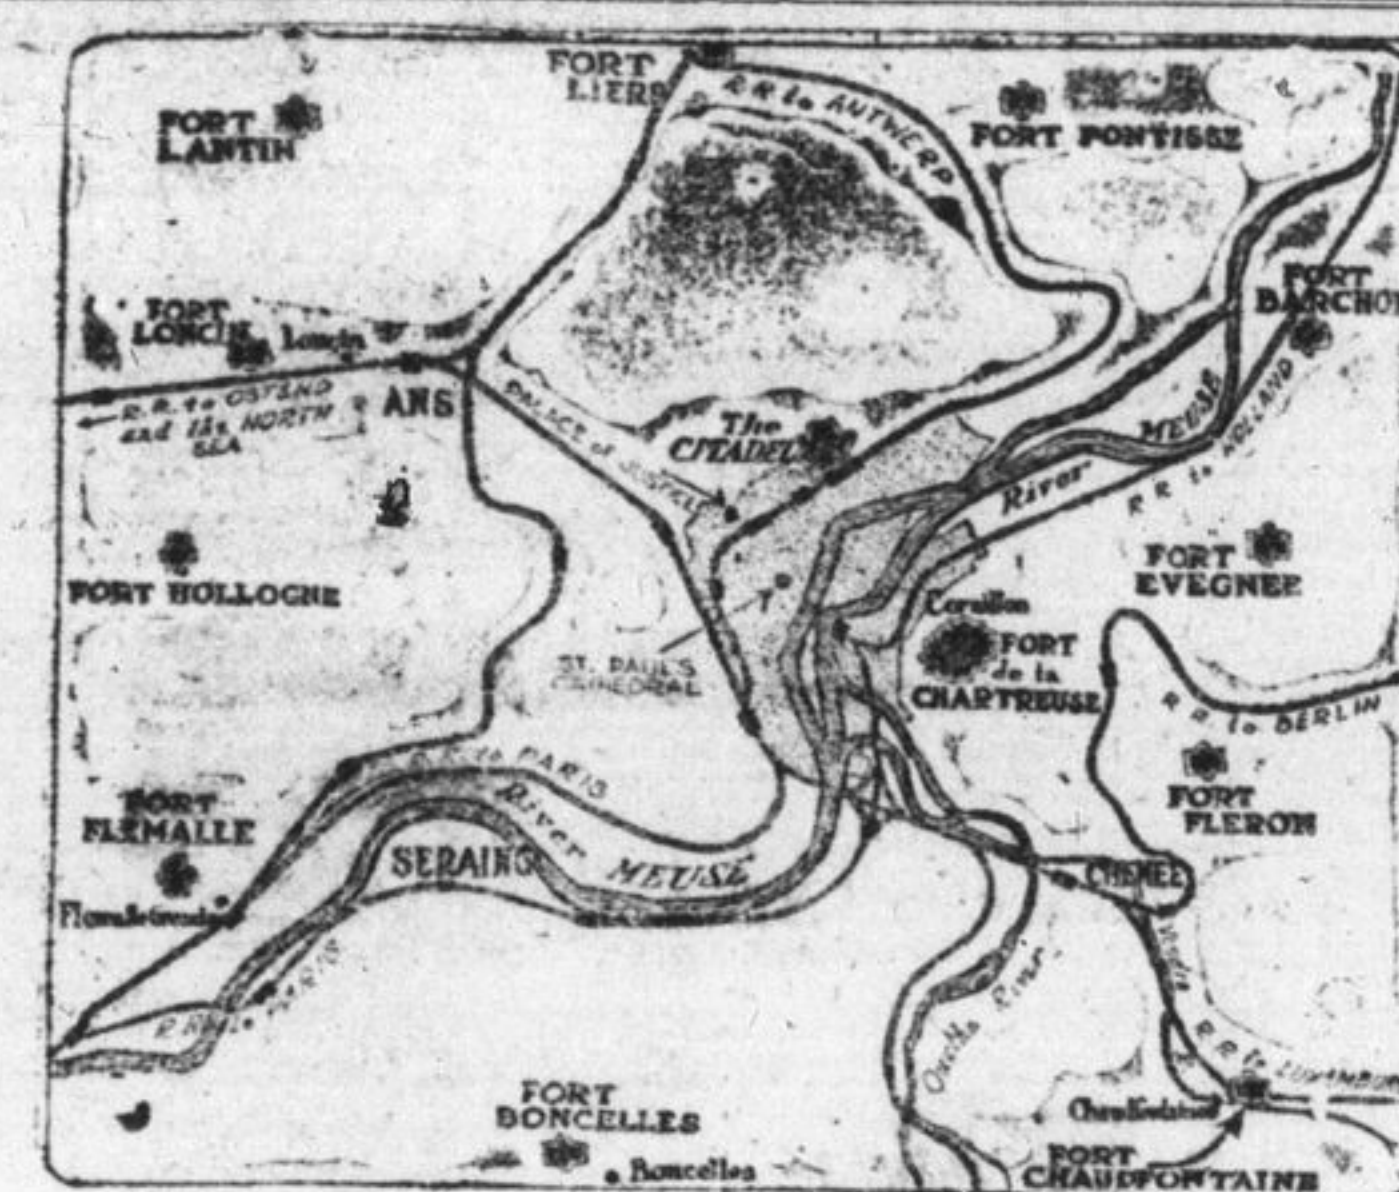 FORT
LIERS
R R to ANTWERP
FORT PONTISSE
FORT
LANTIN
FORT
LONCIN
Loncin
FORT
BARCHO
R.R. to OSTEND
and the NORTH
SEA
ANS
PALACE of JUSTICE
The
CITADEL
River MEUSE
R R to HOLLAND
FORT
EVEGNEE
FORT HOLLOGNE
ST. PAUL'S
CATHEDRAL
Cornillon
FORT
de la
CHARTREUSE
R R to BERLIN
FORT
FLERON
R.R. to PARIS
River MEUSE
FORT
FLEMALLE
SERAING
CHENEE
R R to PARIS
River
R R to LUXEMBUR
FORT
BONCELLES
Boncelles
FORT
CHAUDFONTAINE